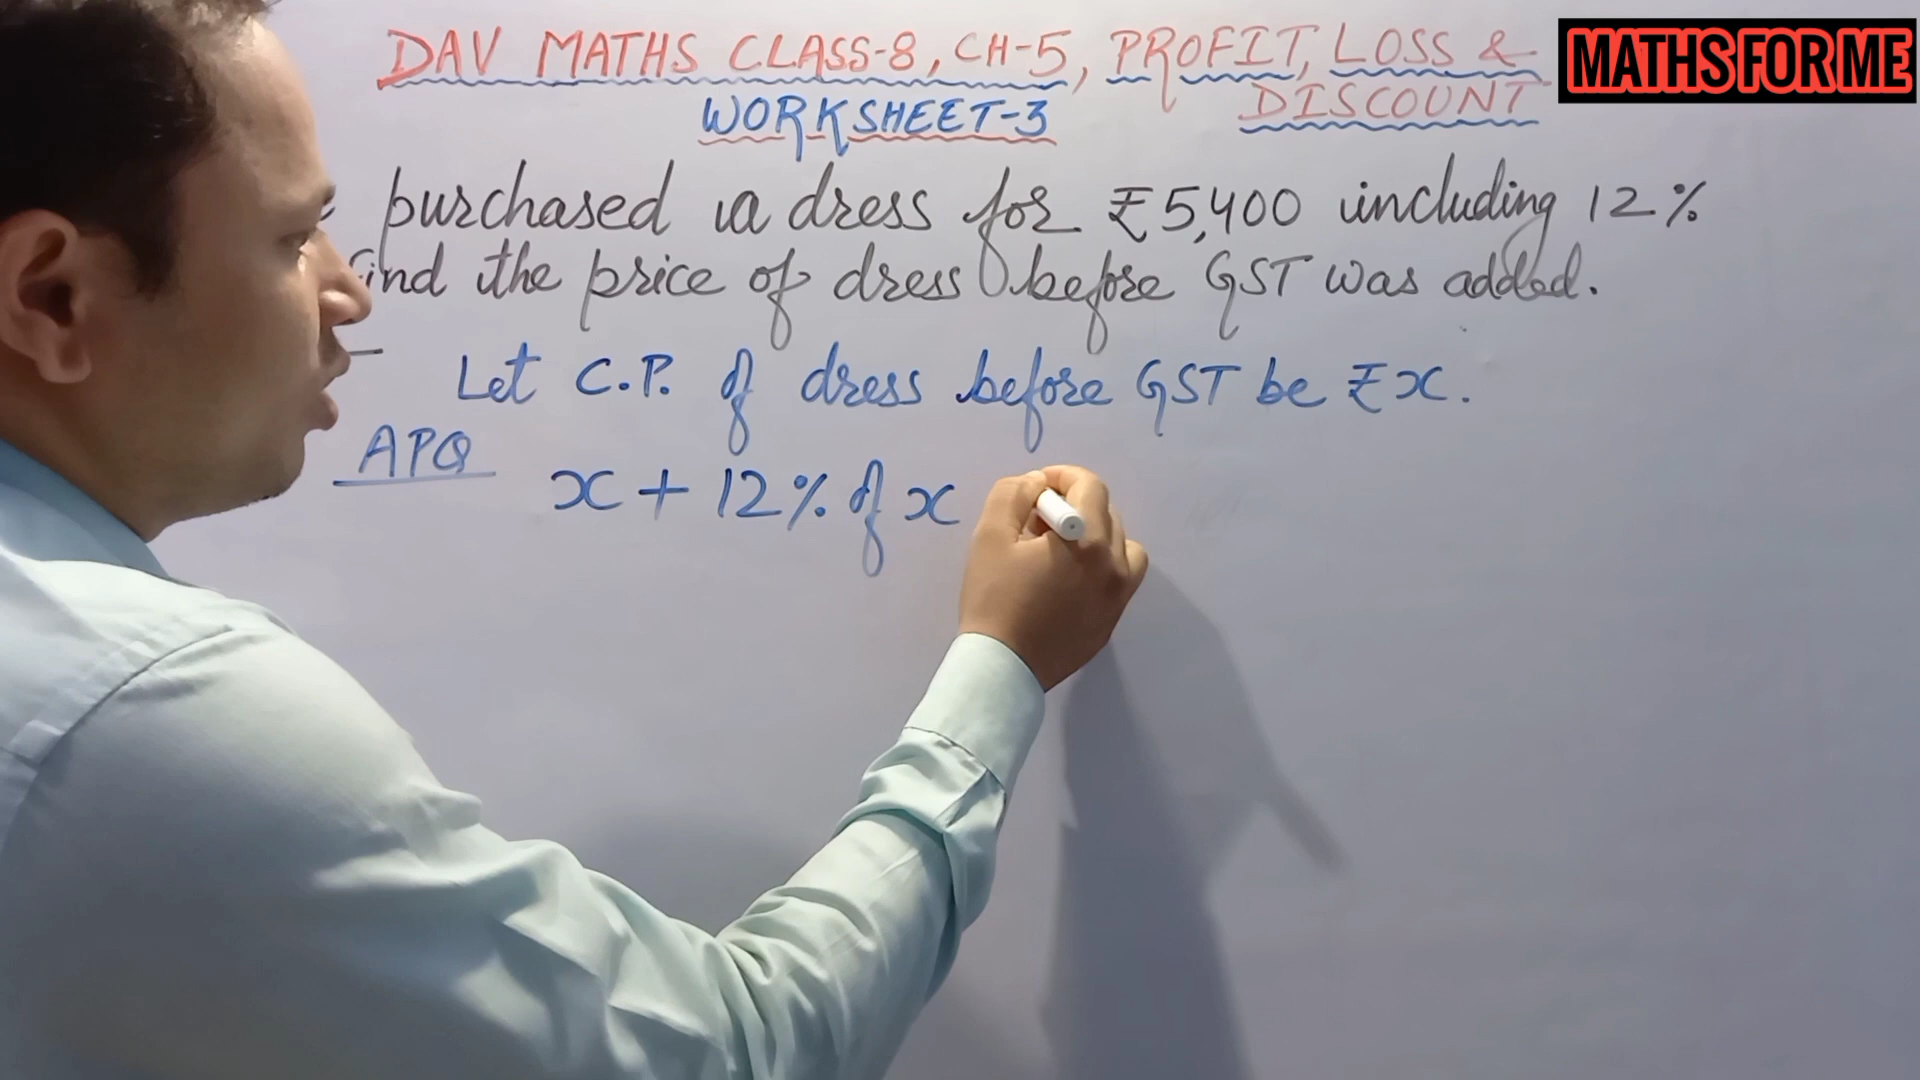 DAV MATHS CLASS-8, CH-5, PROFIT, LOSS &
DISCOUNT
WORKSHEET-3
MATHS FOR ME
purchased a dress for ₹5,400 including 12%
find the price of dress before GST was added.
Let C.P. of dress before GST be ₹x.
APQ
x + 12% of x